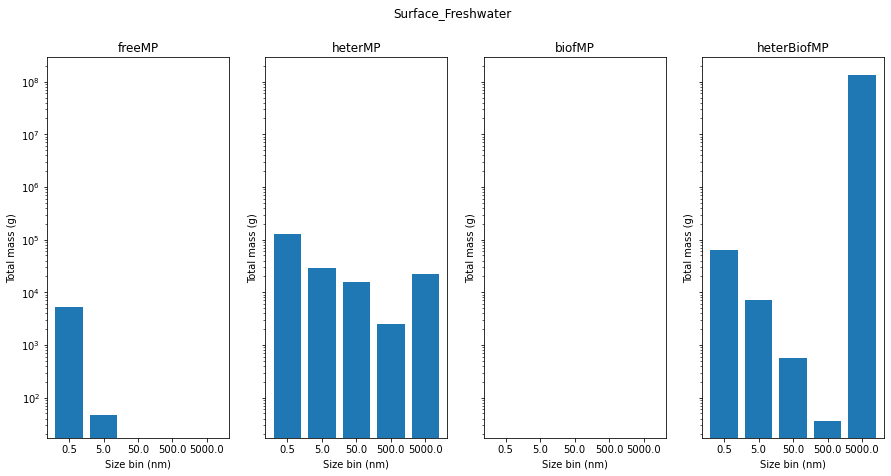 Surface_Freshwater
freeMP
heterMP
biofMP
heterBiofMP
Total mass (g)
10^8
10^7
10^6
10^5
10^4
10^3
10^2
0.5 5.0 50.0 500.0 5000.0
Size bin (nm)
Total mass (g)
0.5 5.0 50.0 500.0 5000.0
Size bin (nm)
Total mass (g)
0.5 5.0 50.0 500.0 5000.0
Size bin (nm)
Total mass (g)
0.5 5.0 50.0 500.0 5000.0
Size bin (nm)